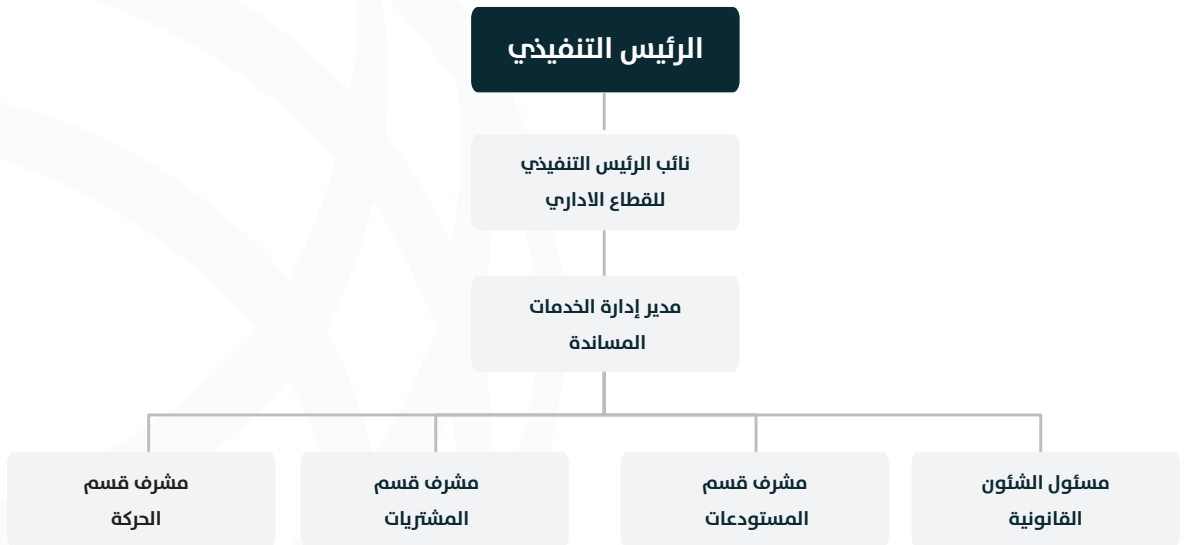 الرئيس التنفيذي
نائب الرئيس التنفيذي
للقطاع الاداري
مدير إدارة الخدمات
المساندة
مسئول الشئون
القانونية
مشرف قسم
المستودعات
مشرف قسم
المشتريات
مشرف قسم
الحركة